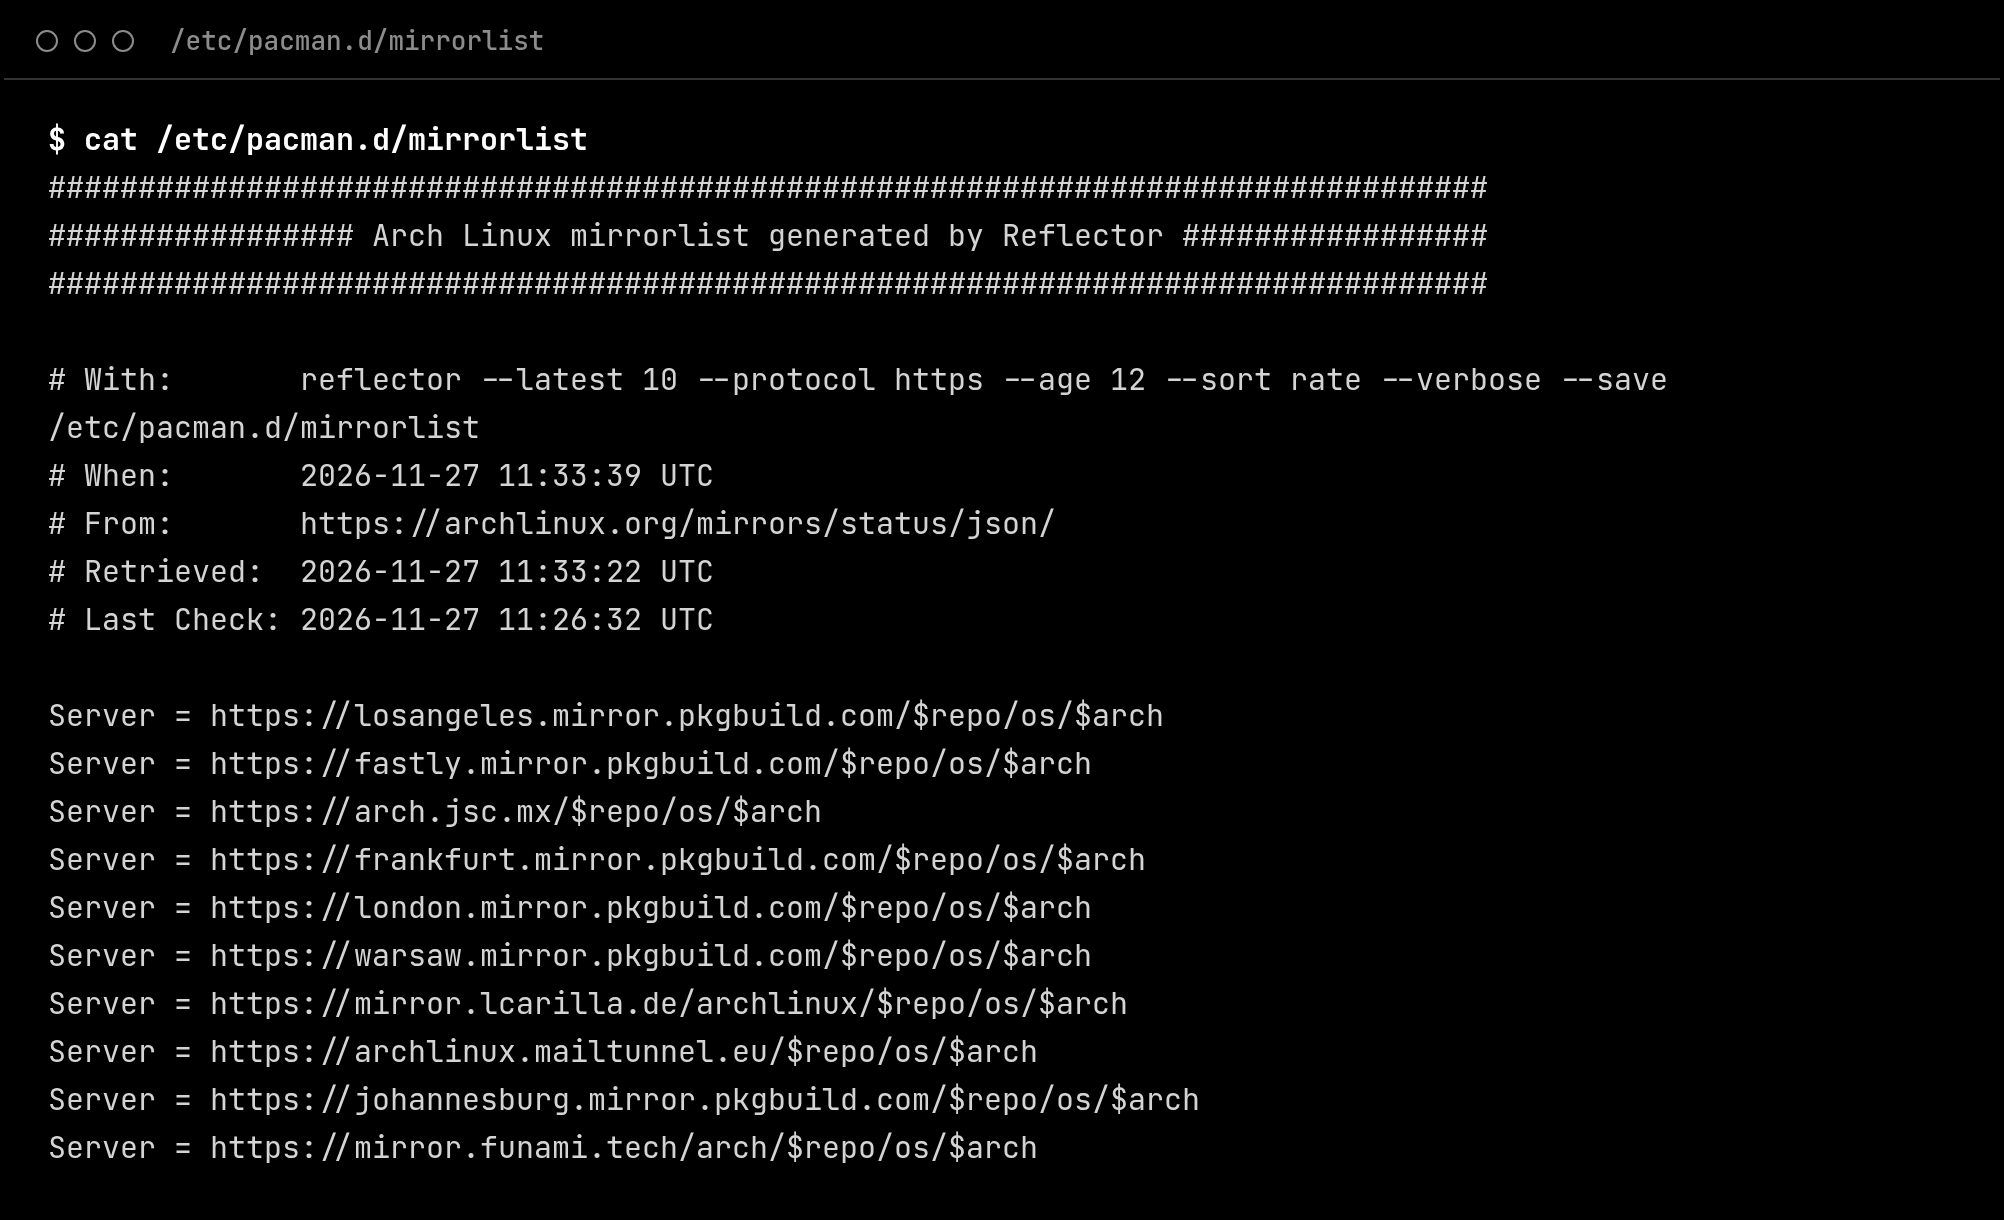 /etc/pacman.d/mirrorlist
$ cat /etc/pacman.d/mirrorlist
################################################################################
################# Arch Linux mirrorlist generated by Reflector #################
################################################################################
# With:       reflector --latest 10 --protocol https --age 12 --sort rate --verbose --save
/etc/pacman.d/mirrorlist
# When:       2026-11-27 11:33:39 UTC
# From:       https://archlinux.org/mirrors/status/json/
# Retrieved:  2026-11-27 11:33:22 UTC
# Last Check: 2026-11-27 11:26:32 UTC
Server = https://losangeles.mirror.pkgbuild.com/$repo/os/$arch
Server = https://fastly.mirror.pkgbuild.com/$repo/os/$arch
Server = https://arch.jsc.mx/$repo/os/$arch
Server = https://frankfurt.mirror.pkgbuild.com/$repo/os/$arch
Server = https://london.mirror.pkgbuild.com/$repo/os/$arch
Server = https://warsaw.mirror.pkgbuild.com/$repo/os/$arch
Server = https://mirror.lcarilla.de/archlinux/$repo/os/$arch
Server = https://archlinux.mailtunnel.eu/$repo/os/$arch
Server = https://johannesburg.mirror.pkgbuild.com/$repo/os/$arch
Server = https://mirror.funami.tech/arch/$repo/os/$arch